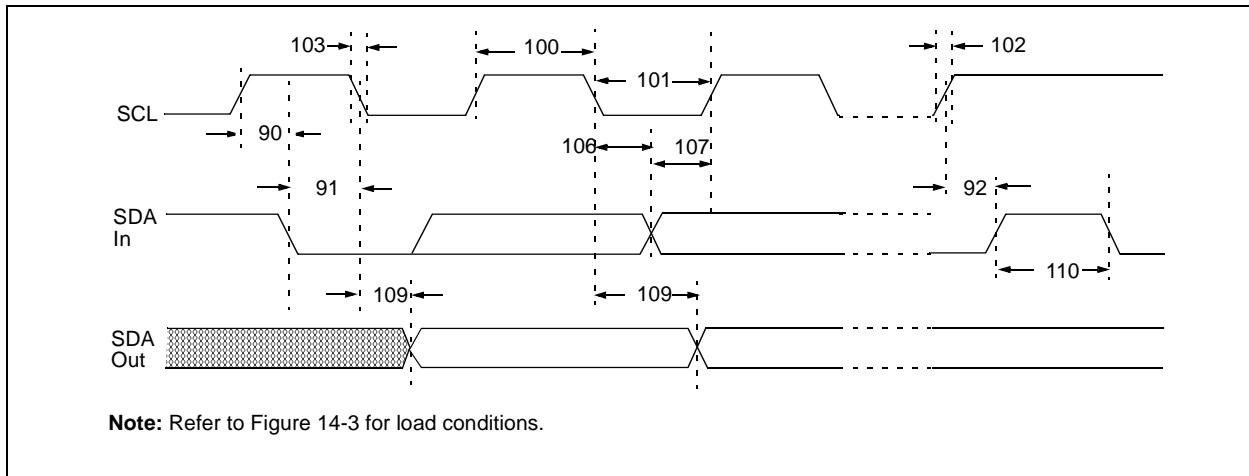 103
100
102
101
SCL
90
106
107
91
92
SDA
In
110
109
109
SDA
Out
Note: Refer to Figure 14-3 for load conditions.